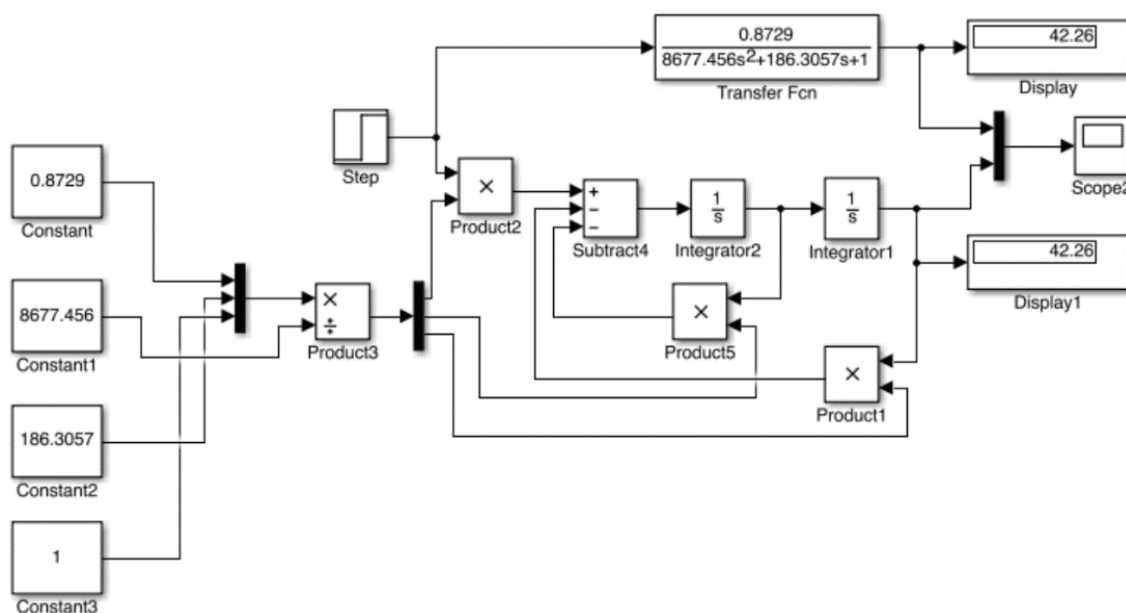 0.8729
8677.456s²+186.3057s+1
Transfer Fcn
42.26
Display
Step
×
Product2
+
−
−
Subtract4
1
s
Integrator2
1
s
Integrator1
Scope2
42.26
Display1
0.8729
Constant
8677.456
Constant1
×
÷
Product3
×
Product5
×
Product1
186.3057
Constant2
1
Constant3